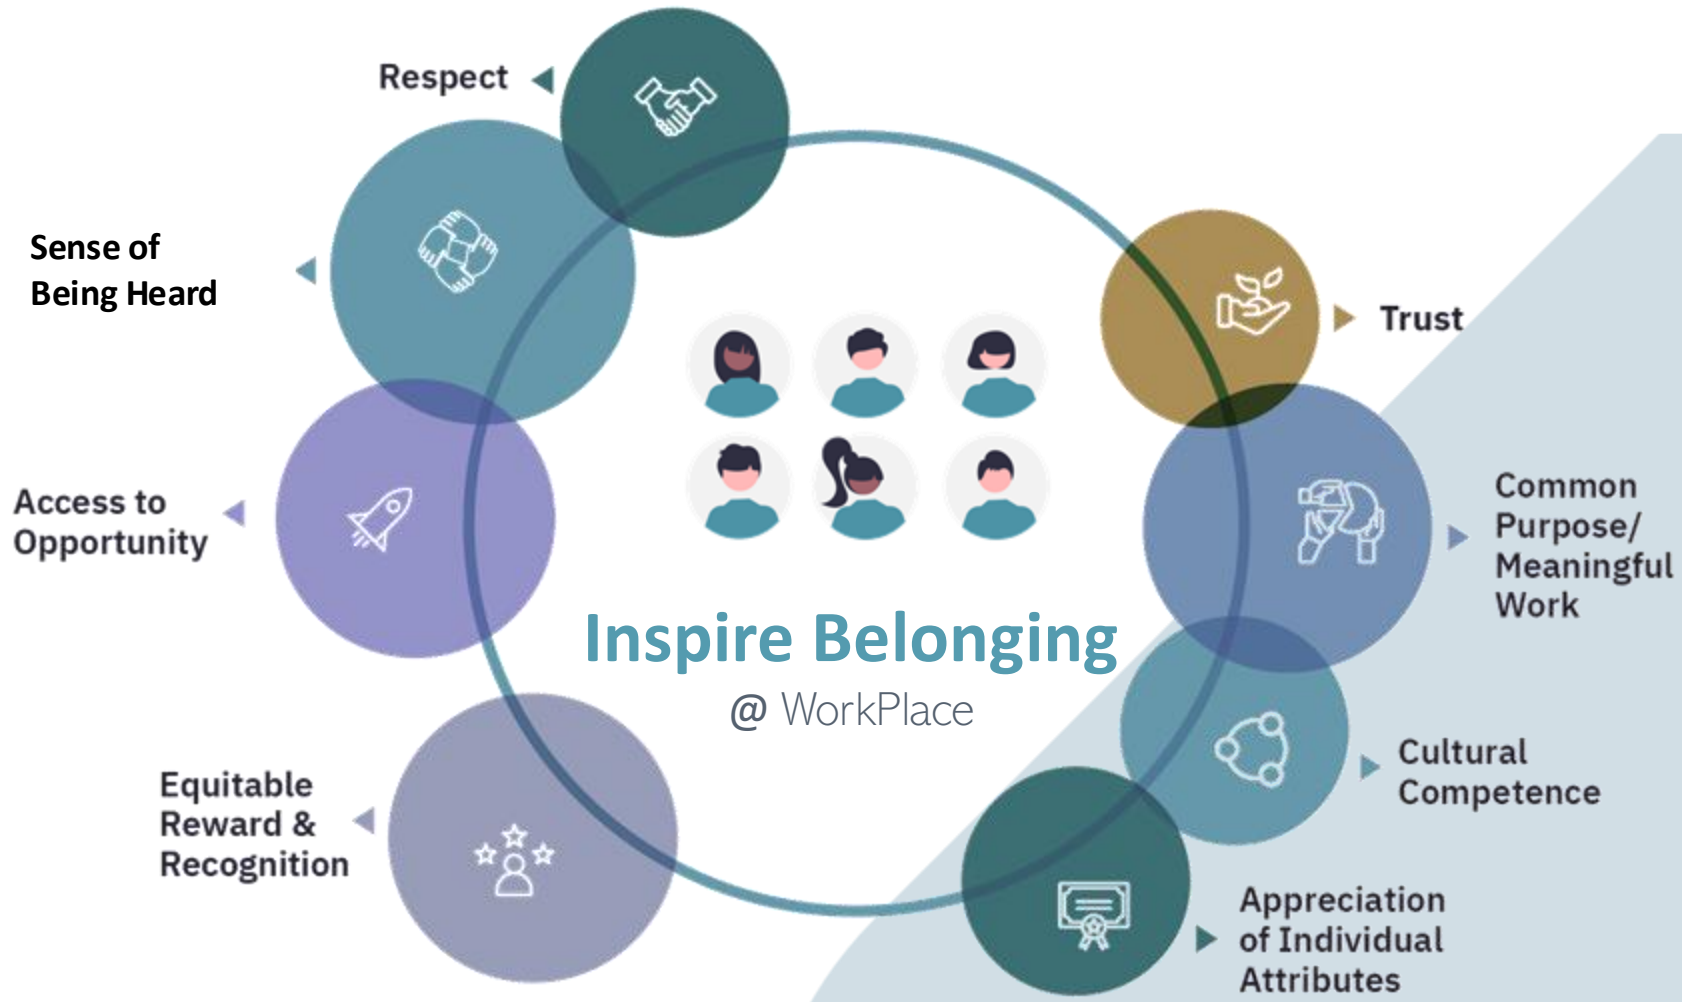 Respect
Sense of
Being Heard
Access to
Opportunity
Equitable
Reward &
Recognition
Inspire Belonging
@ WorkPlace
Trust
Common
Purpose/
Meaningful
Work
Cultural
Competence
Appreciation
of Individual
Attributes